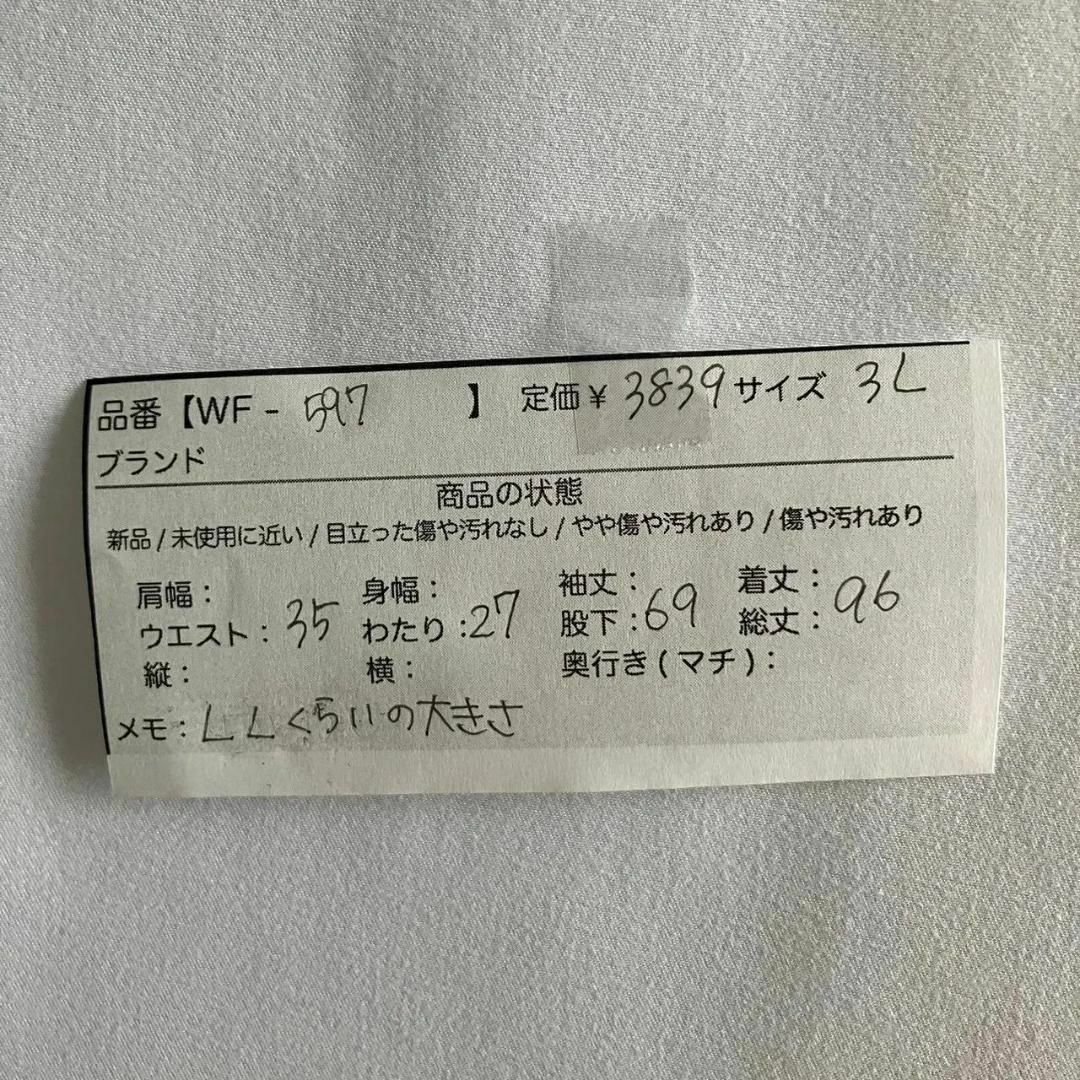 品番【WF - 597 】 定価¥ 3839 サイズ 3L
ブランド
商品の状態
新品 / 未使用に近い / 目立った傷や汚れなし / やや傷や汚れあり / 傷や汚れあり
肩幅: 身幅: 袖丈: 着丈:
ウエスト: 35 わたり:27 股下:69 総丈:96
縦: 横: 奥行き(マチ):
メモ:LLくらいの大きさ